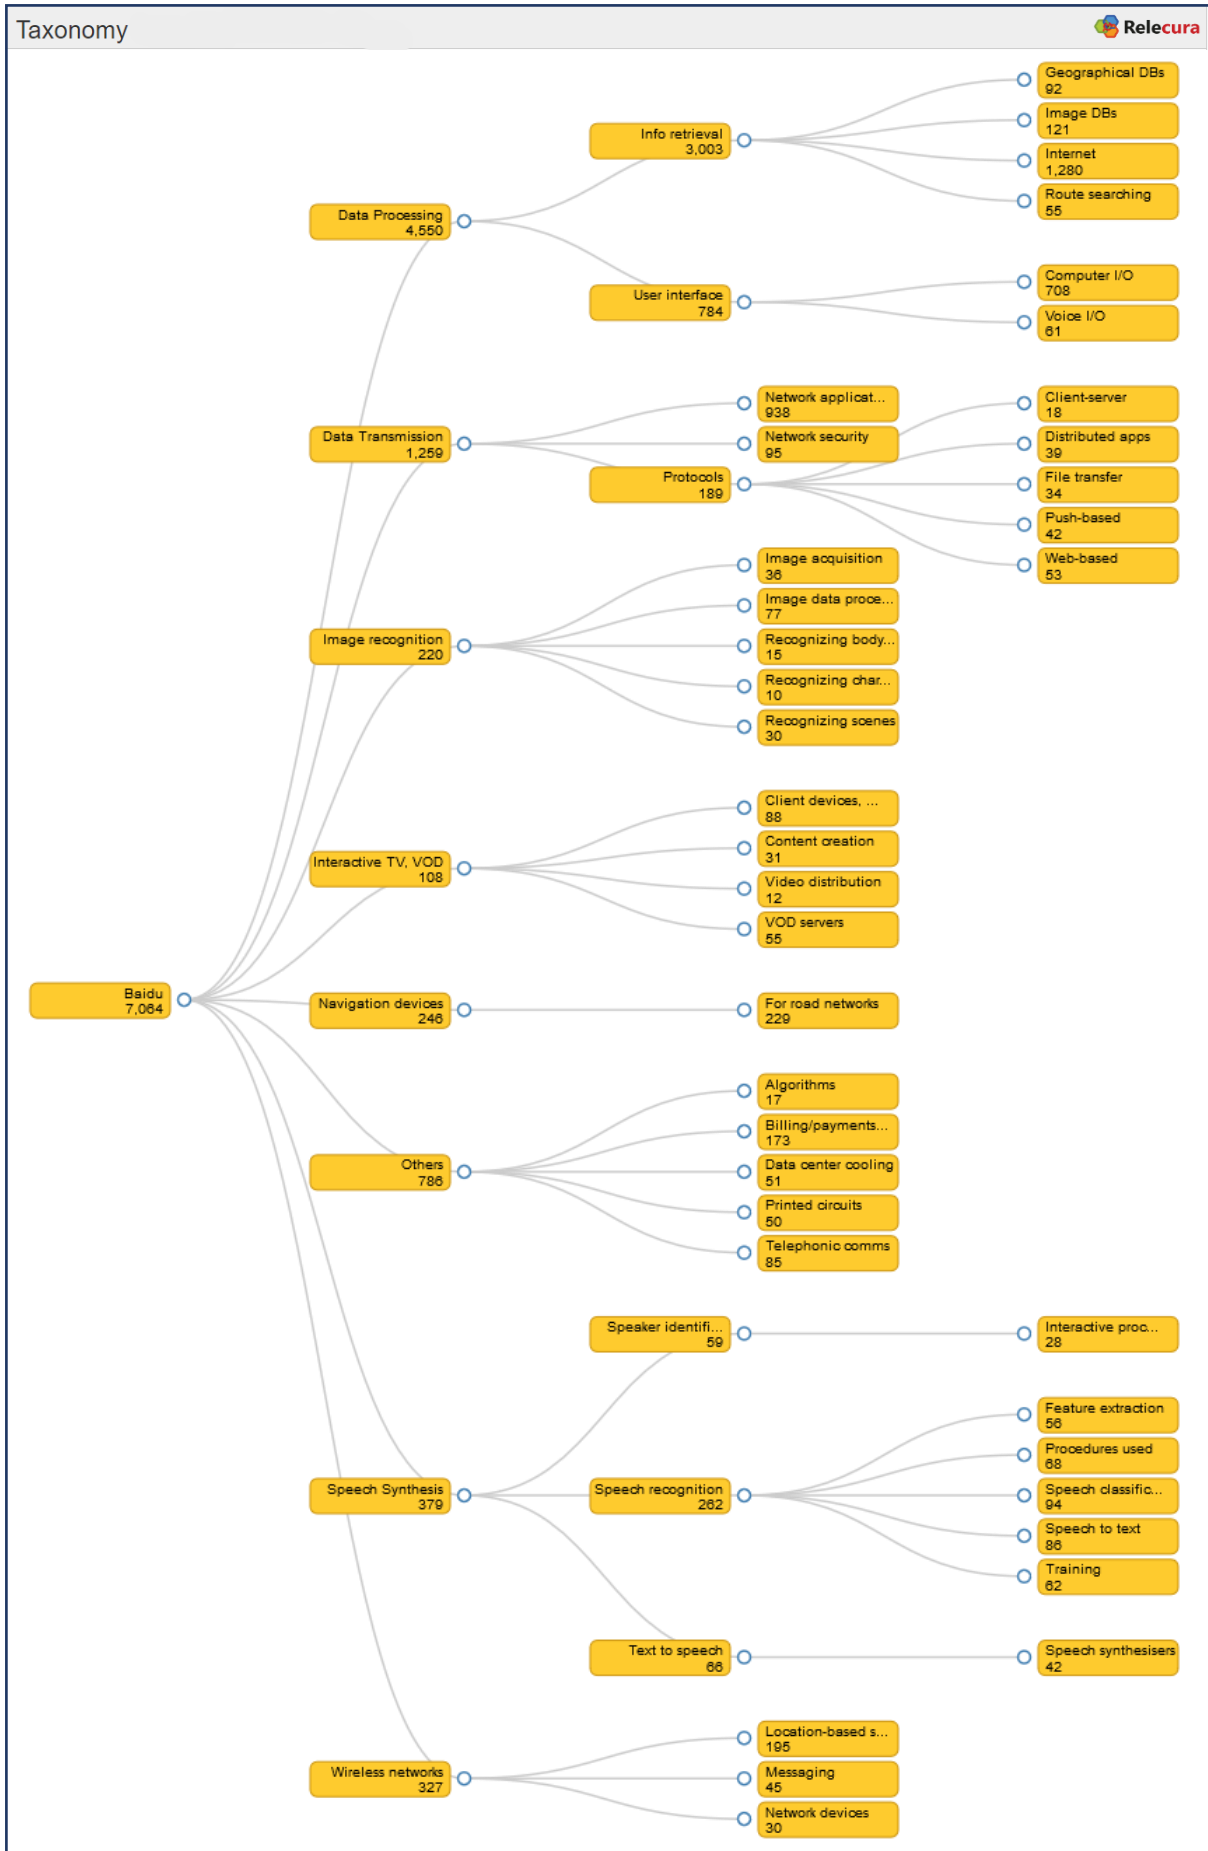 Taxonomy
Relecura
Geographical DBs
92
Image DBs
121
Info retrieval
3,003
Internet
1,280
Route searching
55
Data Processing
4,550
Computer I/O
708
User interface
784
Voice I/O
61
Network applicat...
938
Client-server
18
Data Transmission
1,259
Network security
95
Distributed apps
39
Protocols
189
File transfer
34
Push-based
42
Web-based
53
Image acquisition
36
Image data proce...
77
Image recognition
220
Recognizing body...
15
Recognizing char...
10
Recognizing scenes
30
Client devices, ...
88
Content creation
31
Interactive TV, VOD
108
Video distribution
12
VOD servers
55
Baidu
7,064
Navigation devices
246
For road networks
229
Algorithms
17
Billing/payments...
173
Others
786
Data center cooling
51
Printed circuits
50
Telephonic comms
85
Speaker identifi...
59
Interactive proc...
28
Feature extraction
56
Procedures used
68
Speech Synthesis
379
Speech recognition
262
Speech classific...
94
Speech to text
86
Training
62
Text to speech
66
Speech synthesisers
42
Location-based s...
195
Wireless networks
327
Messaging
45
Network devices
30